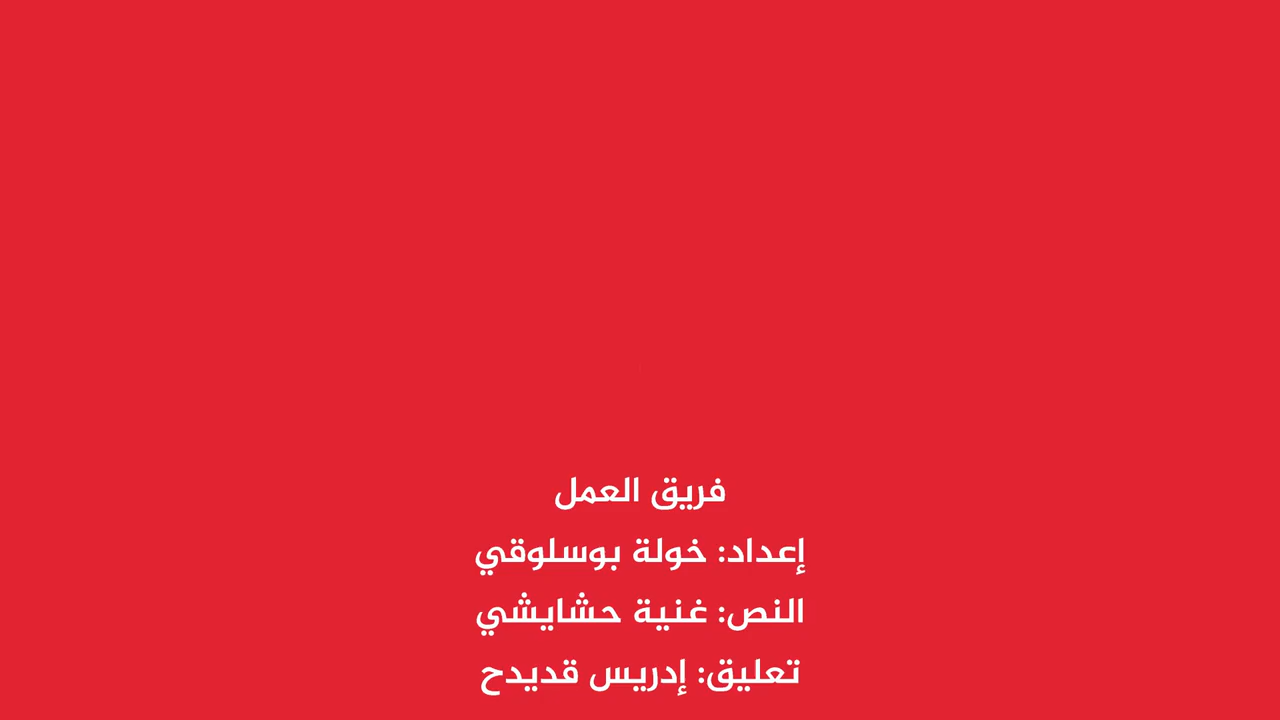 فريق العمل
إعداد: خولة بوسلوقي
النص: غنية حشايشي
تعليق: إدريس قديدح